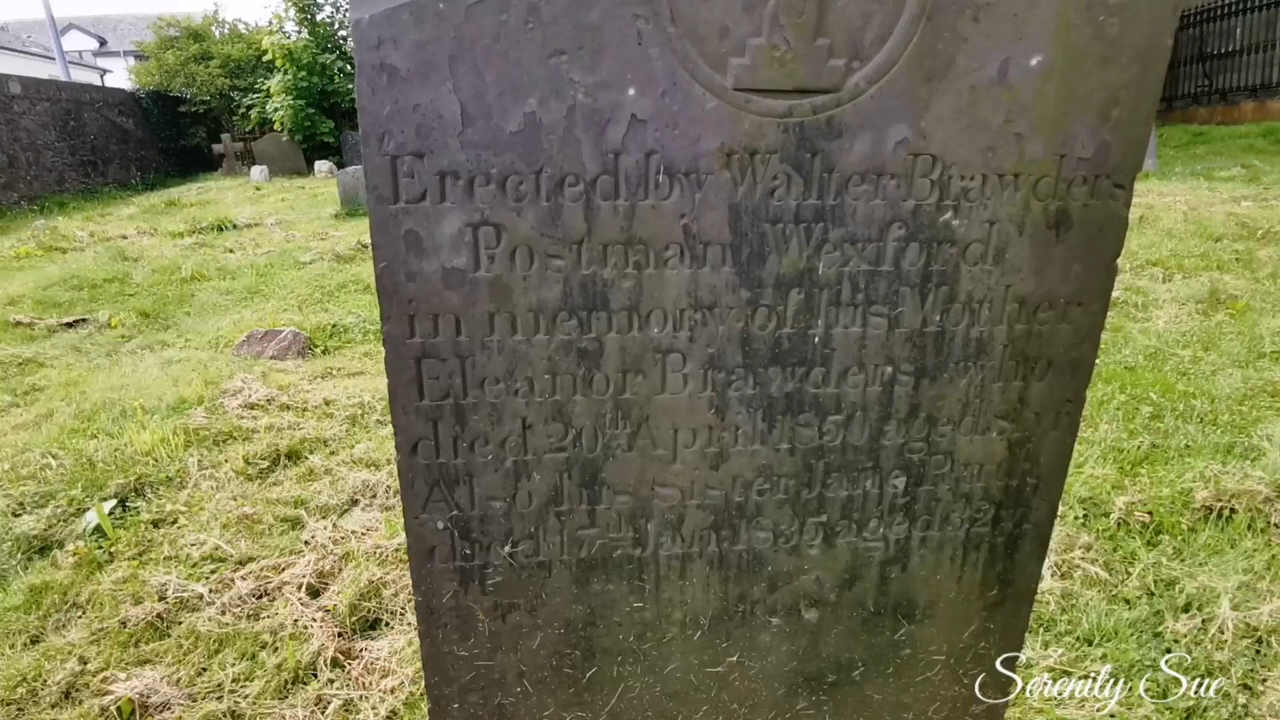 Erected by Walter Brawders
Postman Wexford
in memory of his Mother
Eleanor Brawders who
died 20th April 1850 aged
Also his Sister Jane
died 17th Jan 1835 aged 32
Serenity Sue